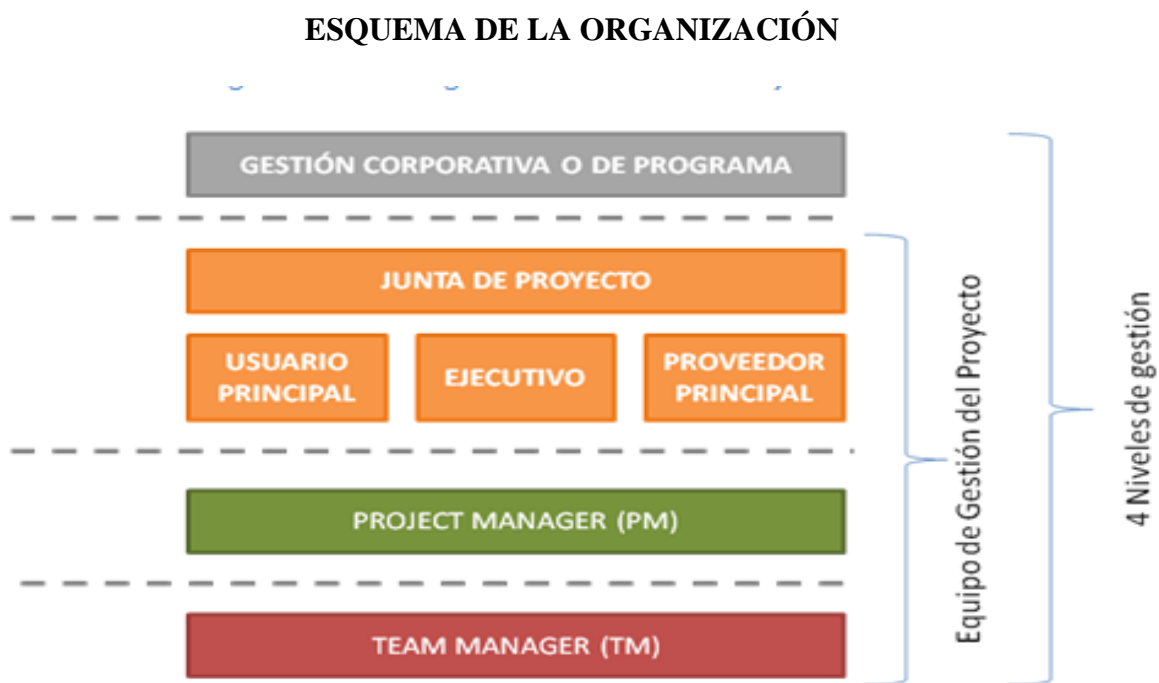 ESQUEMA DE LA ORGANIZACIÓN
GESTIÓN CORPORATIVA O DE PROGRAMA
JUNTA DE PROYECTO
USUARIO
PRINCIPAL
EJECUTIVO
PROVEEDOR
PRINCIPAL
PROJECT MANAGER (PM)
TEAM MANAGER (TM)
Equipo de Gestión del Proyecto
4 Niveles de gestión